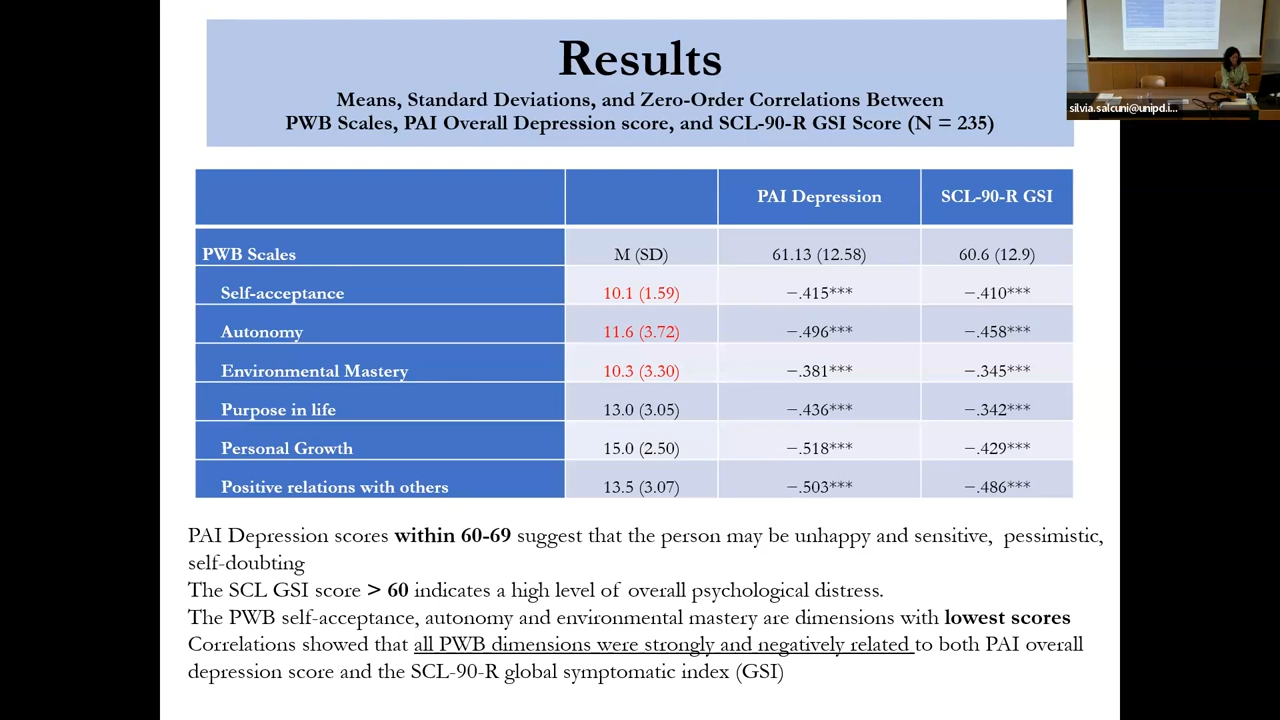 Results
Means, Standard Deviations, and Zero-Order Correlations Between
PWB Scales, PAI Overall Depression score, and SCL-90-R GSI Score (N = 235)
silvia.salcuni@unipd.i...
PAI Depression SCL-90-R GSI
PWB Scales M (SD) 61.13 (12.58) 60.6 (12.9)
Self-acceptance 10.1 (1.59) −.415*** −.410***
Autonomy 11.6 (3.72) −.496*** −.458***
Environmental Mastery 10.3 (3.30) −.381*** −.345***
Purpose in life 13.0 (3.05) −.436*** −.342***
Personal Growth 15.0 (2.50) −.518*** −.429***
Positive relations with others 13.5 (3.07) −.503*** −.486***
PAI Depression scores within 60-69 suggest that the person may be unhappy and sensitive, pessimistic,
self-doubting
The SCL GSI score > 60 indicates a high level of overall psychological distress.
The PWB self-acceptance, autonomy and environmental mastery are dimensions with lowest scores
Correlations showed that all PWB dimensions were strongly and negatively related to both PAI overall
depression score and the SCL-90-R global symptomatic index (GSI)